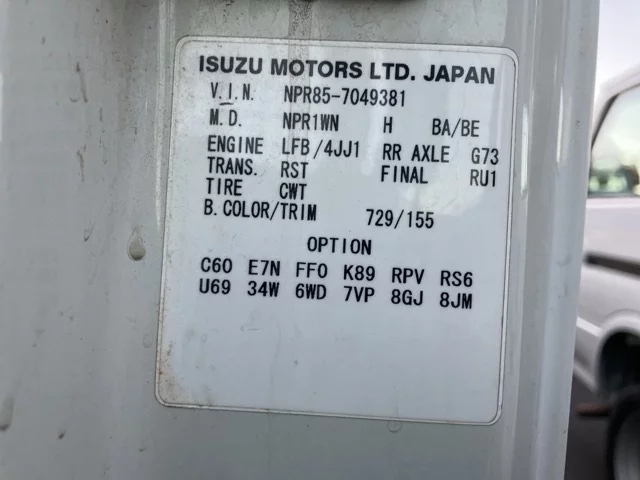 ISUZU MOTORS LTD. JAPAN
V.I.N. NPR85-7049381
M.D. NPR1WN H BA/BE
ENGINE LFB/4JJ1 RR AXLE G73
TRANS. RST FINAL RU1
TIRE CWT
B.COLOR/TRIM 729/155
OPTION
C60 E7N FFO K89 RPV RS6
U69 34W 6WD 7VP 8GJ 8JM